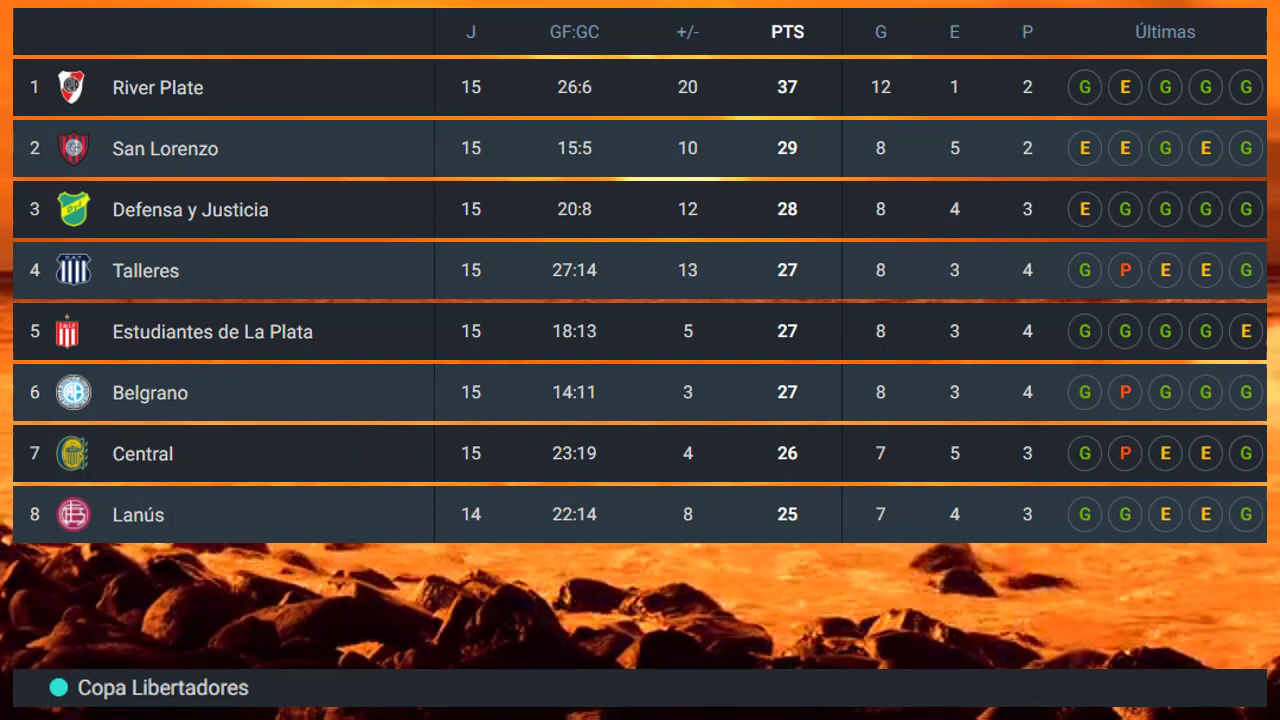 J GF:GC +/- PTS G E P Últimas
1 River Plate 15 26:6 20 37 12 1 2 G E G G G
2 San Lorenzo 15 15:5 10 29 8 5 2 E E G E G
3 Defensa y Justicia 15 20:8 12 28 8 4 3 E G G G G
4 Talleres 15 27:14 13 27 8 3 4 G P E E G
5 Estudiantes de La Plata 15 18:13 5 27 8 3 4 G G G G E
6 Belgrano 15 14:11 3 27 8 3 4 G P G G G
7 Central 15 23:19 4 26 7 5 3 G P E E G
8 Lanús 14 22:14 8 25 7 4 3 G G E E G
Copa Libertadores